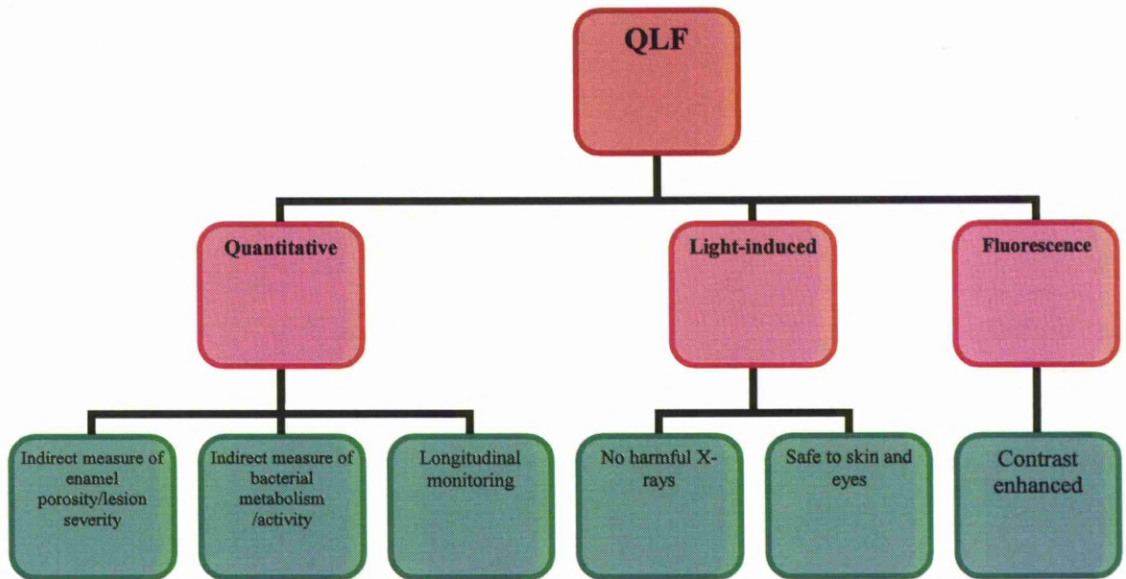 QLF
Quantitative
Light-induced
Fluorescence
Indirect measure of
enamel
porosity/lesion
severity
Indirect measure of
bacterial
metabolism
/activity
Longitudinal
monitoring
No harmful X-
rays
Safe to skin and
eyes
Contrast
enhanced